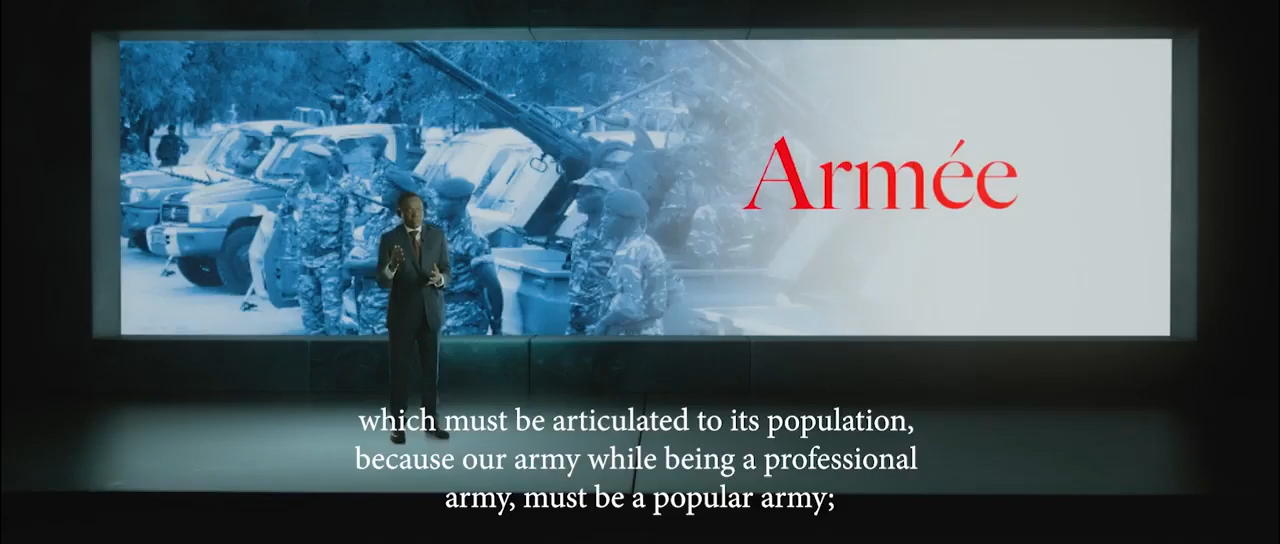 Armée
which must be articulated to its population,
because our army while being a professional
army, must be a popular army;